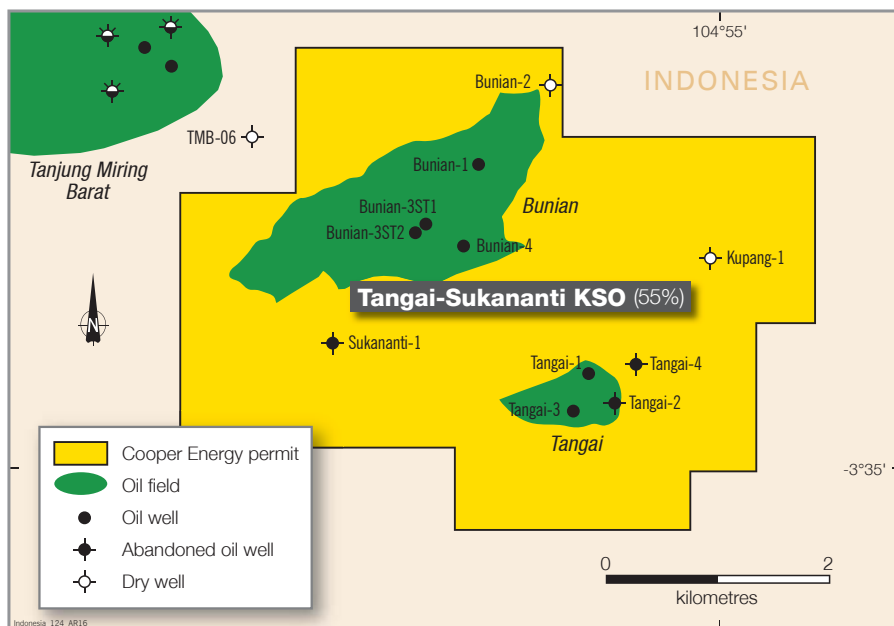 104°55'
INDONESIA
Bunian-2
TMB-06
Tanjung Miring
Barat
Bunian-1
Bunian
Bunian-3ST1
Bunian-3ST2
Bunian-4
Kupang-1
Tangai-Sukananti KSO (55%)
N
Sukananti-1
Tangai-1
Tangai-4
Tangai-3
Tangai-2
Tangai
-3°35'
Cooper Energy permit
Oil field
Oil well
Abandoned oil well
Dry well
0 2
kilometres
Indonesia_124_AR16